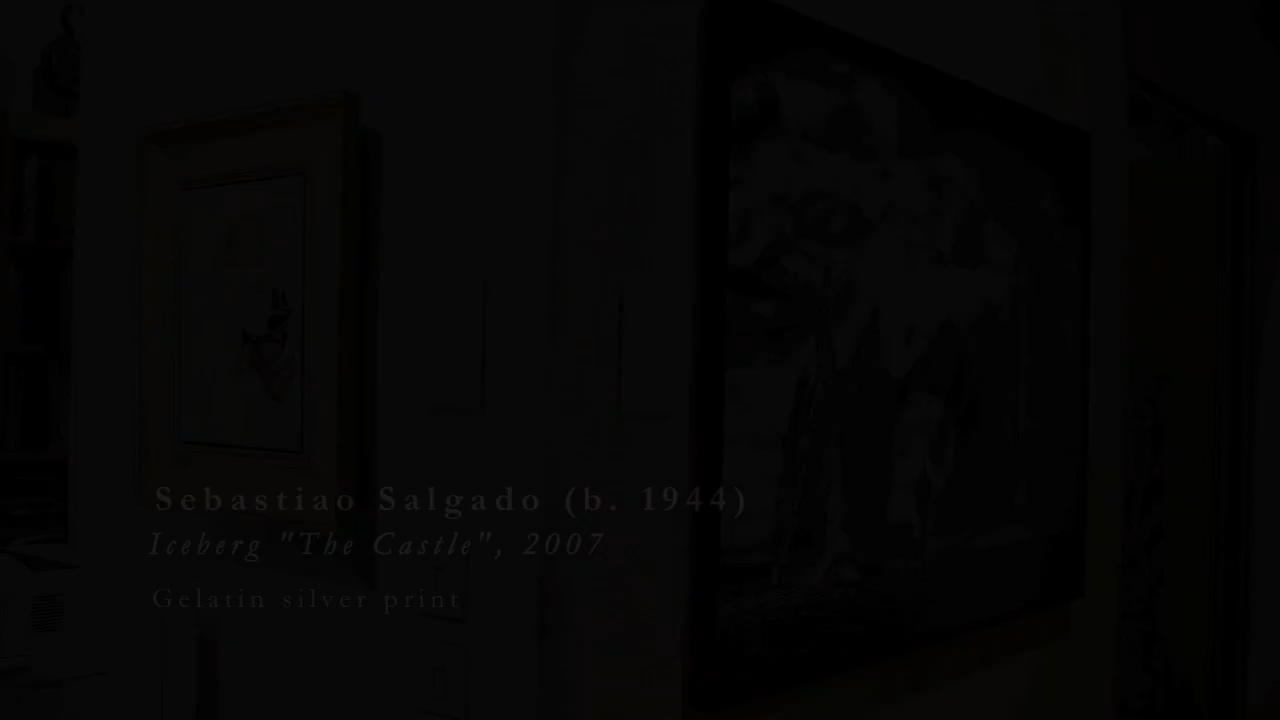 Sebastiao Salgado (b. 1944)
Iceberg "The Castle", 2007
Gelatin silver print